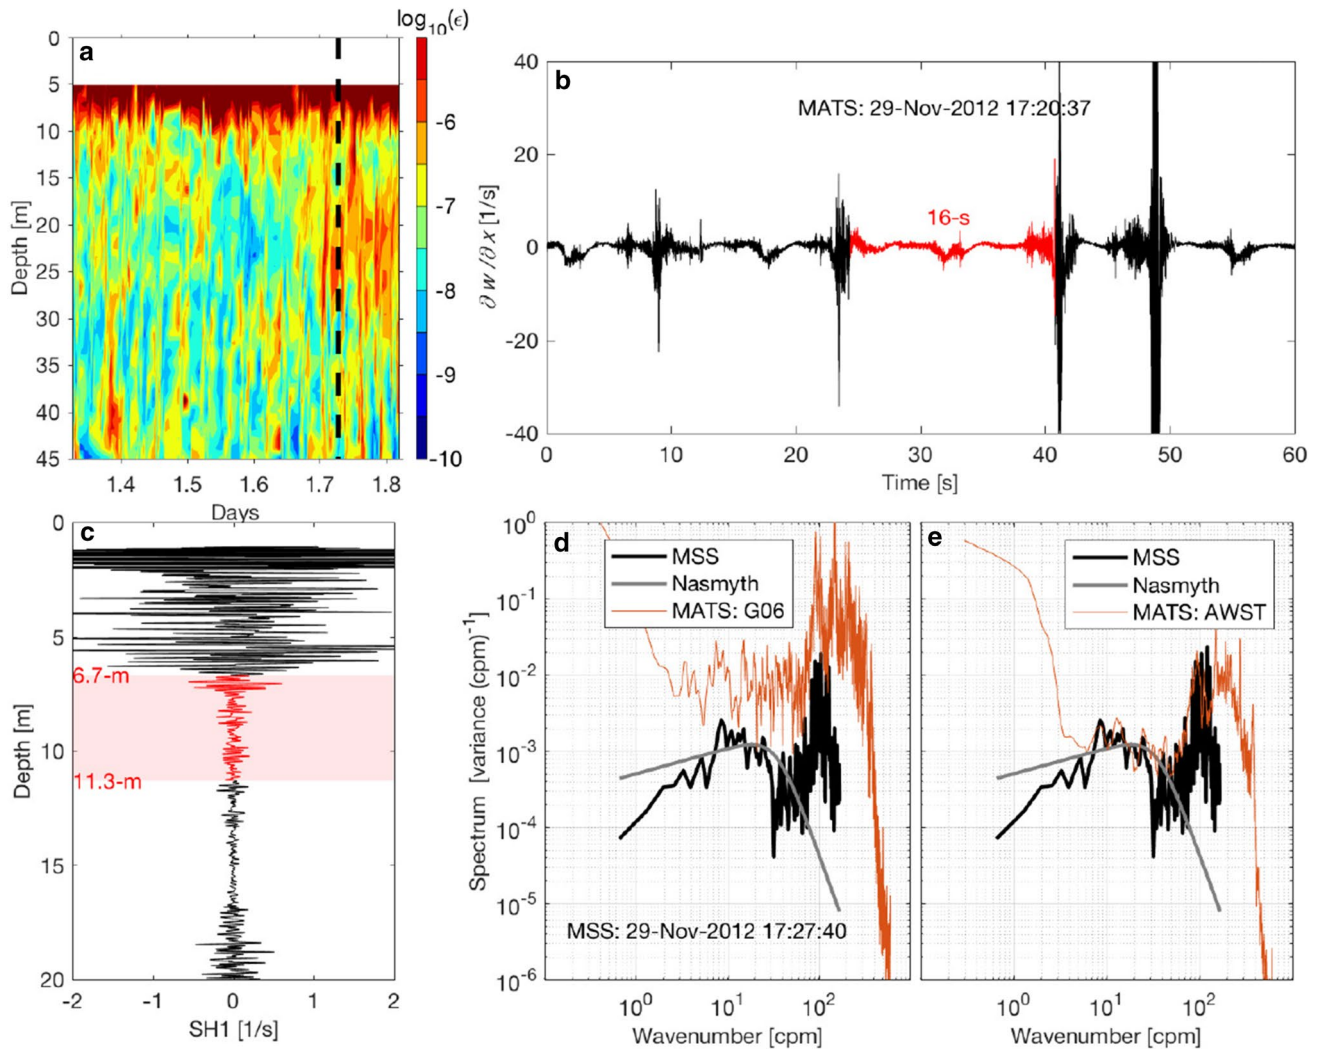 a
log10(ϵ)
0
5
10
15
20
25
30
35
40
45
Depth [m]
1.4
1.5
1.6
1.7
1.8
Days
-6
-7
-8
-9
-10
b
MATS: 29-Nov-2012 17:20:37
16-s
40
20
0
-20
-40
∂ w /∂ x [1/s]
0
10
20
30
40
50
60
Time [s]
c
0
5
10
15
20
6.7-m
11.3-m
Depth [m]
-2
-1
0
1
2
SH1 [1/s]
d
MSS
Nasmyth
MATS: G06
MSS: 29-Nov-2012 17:27:40
10^0
10^-1
10^-2
10^-3
10^-4
10^-5
10^-6
Spectrum [variance (cpm)^-1]
10^0
10^1
10^2
Wavenumber [cpm]
e
MSS
Nasmyth
MATS: AWST
10^0
10^1
10^2
Wavenumber [cpm]